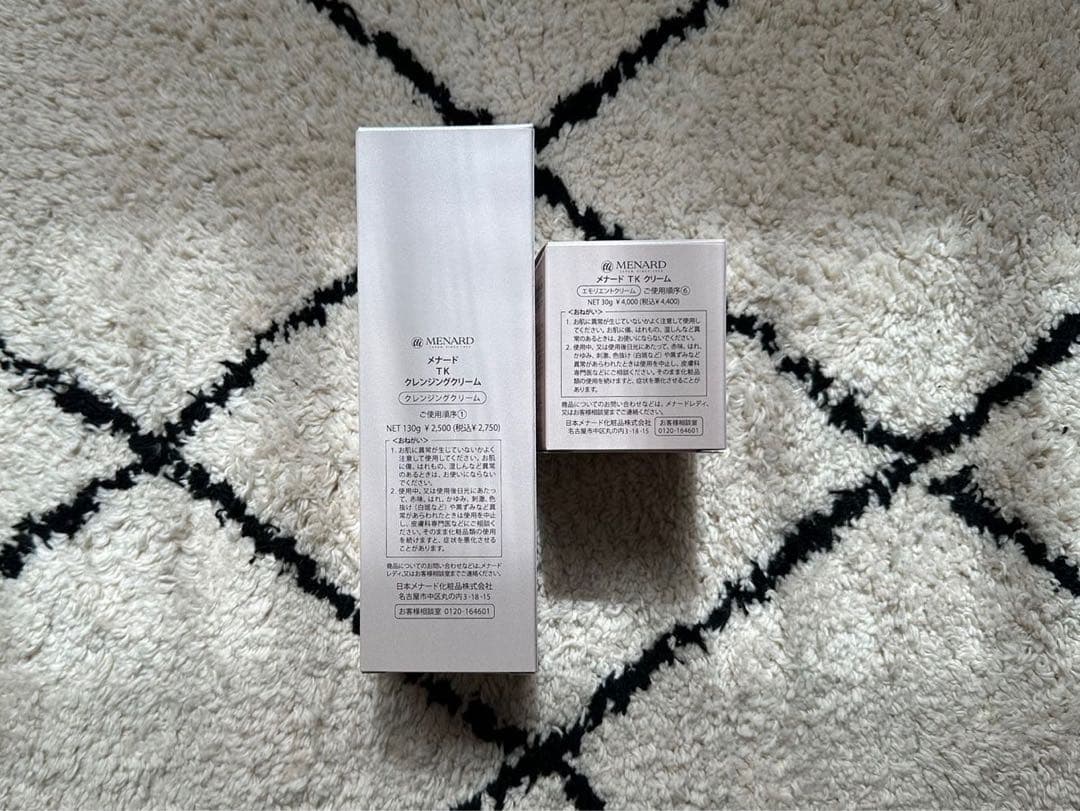 MENARD
メナード
TK
クレンジングクリーム
クレンジングクリーム
ご使用順序①
NET 130g ¥2,500 (税込¥2,750)
<おねがい>
1. お肌に異常が生じていないかよく
注意して使用してください。お肌
に傷、はれもの、湿しんなど異常
のあるときは、お使いにならない
でください。
2. 使用中、又は使用後日光にあたっ
て、赤味、はれ、かゆみ、刺激、色
抜け(白斑など)や黒ずみなど異
常があらわれたときは使用を中止
し、皮膚科専門医などにご相談くだ
さい。そのまま化粧品類の使用
を続けますと、症状を悪化させる
ことがあります。
商品についてのお問い合わせなどは、メナード
レディ、又はお客様相談室までご連絡ください。
日本メナード化粧品株式会社
名古屋市中区丸の内3-18-15
お客様相談室 0120-164601
MENARD
メナード TK クリーム
エモリエントクリーム ご使用順序⑥
NET 30g ¥4,000 (税込¥4,400)
<おねがい>
1. お肌に異常が生じていないかよく注意して使用し
てください。お肌に傷、はれもの、湿しんなど異
常のあるときは、お使いにならないでください。
2. 使用中、又は使用後日光にあたって、赤味、はれ、
かゆみ、刺激、色抜け(白斑など)や黒ずみなど
異常があらわれたときは使用を中止し、皮膚科
専門医などにご相談ください。そのまま化粧品
類の使用を続けますと、症状を悪化させることが
あります。
商品についてのお問い合わせなどは、メナードレディ、
又はお客様相談室までご連絡ください。
日本メナード化粧品株式会社 お客様相談室
名古屋市中区丸の内3-18-15 0120-164601